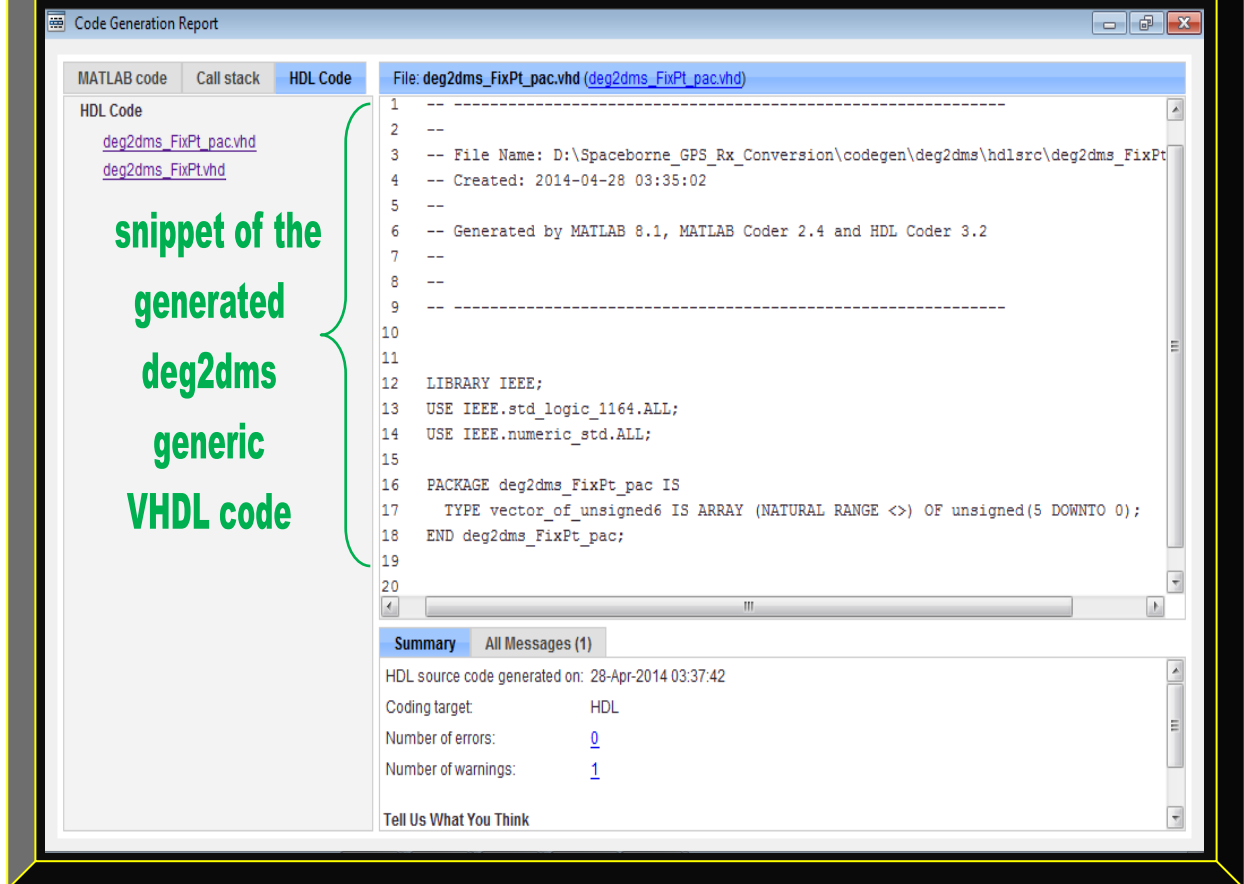 Code Generation Report
MATLAB code Call stack HDL Code
HDL Code
deg2dms_FixPt_pac.vhd
deg2dms_FixPt.vhd
snippet of the
generated
deg2dms
generic
VHDL code
File: deg2dms_FixPt_pac.vhd (deg2dms_FixPt_pac.vhd)
1 -- -------------------------------------------------------------
2 --
3 -- File Name: D:\Spaceborne_GPS_Rx_Conversion\codegen\deg2dms\hdlsrc\deg2dms_FixPt
4 -- Created: 2014-04-28 03:35:02
5 --
6 -- Generated by MATLAB 8.1, MATLAB Coder 2.4 and HDL Coder 3.2
7 --
8 --
9 -- -------------------------------------------------------------
10
11
12 LIBRARY IEEE;
13 USE IEEE.std_logic_1164.ALL;
14 USE IEEE.numeric_std.ALL;
15
16 PACKAGE deg2dms_FixPt_pac IS
17 TYPE vector_of_unsigned6 IS ARRAY (NATURAL RANGE <>) OF unsigned(5 DOWNTO 0);
18 END deg2dms_FixPt_pac;
19
20
Summary All Messages (1)
HDL source code generated on: 28-Apr-2014 03:37:42
Coding target: HDL
Number of errors: 0
Number of warnings: 1
Tell Us What You Think